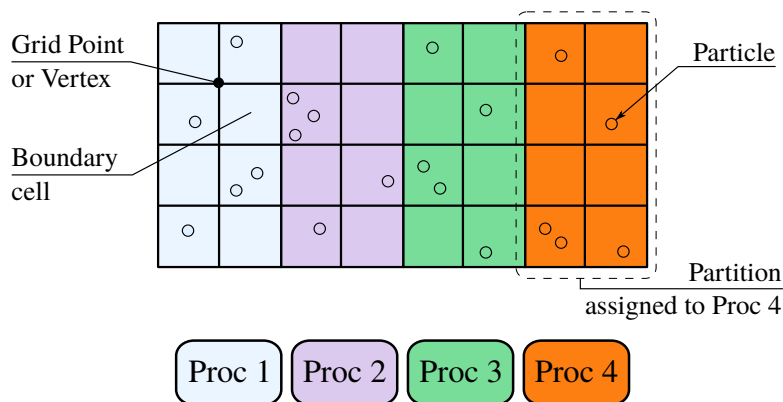 Grid Point
or Vertex
Particle
Boundary
cell
Partition
assigned to Proc 4
Proc 1
Proc 2
Proc 3
Proc 4